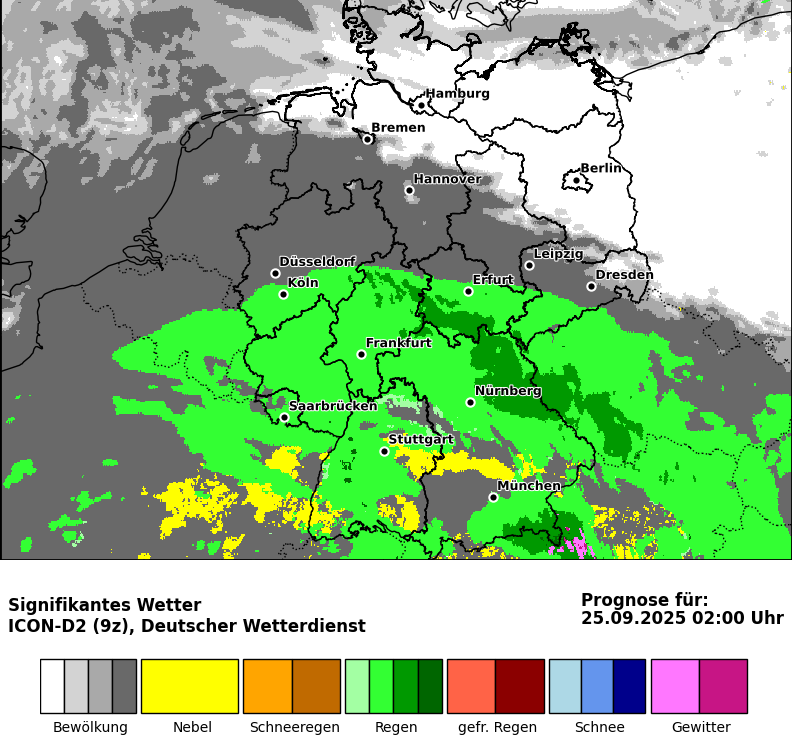 Hamburg
Bremen
Berlin
Hannover
Leipzig
Düsseldorf
Dresden
Köln
Erfurt
Frankfurt
Nürnberg
Saarbrücken
Stuttgart
München
Signifikantes Wetter
ICON-D2 (9z), Deutscher Wetterdienst
Prognose für:
25.09.2025 02:00 Uhr
Bewölkung
Nebel
Schneeregen
Regen
gefr. Regen
Schnee
Gewitter